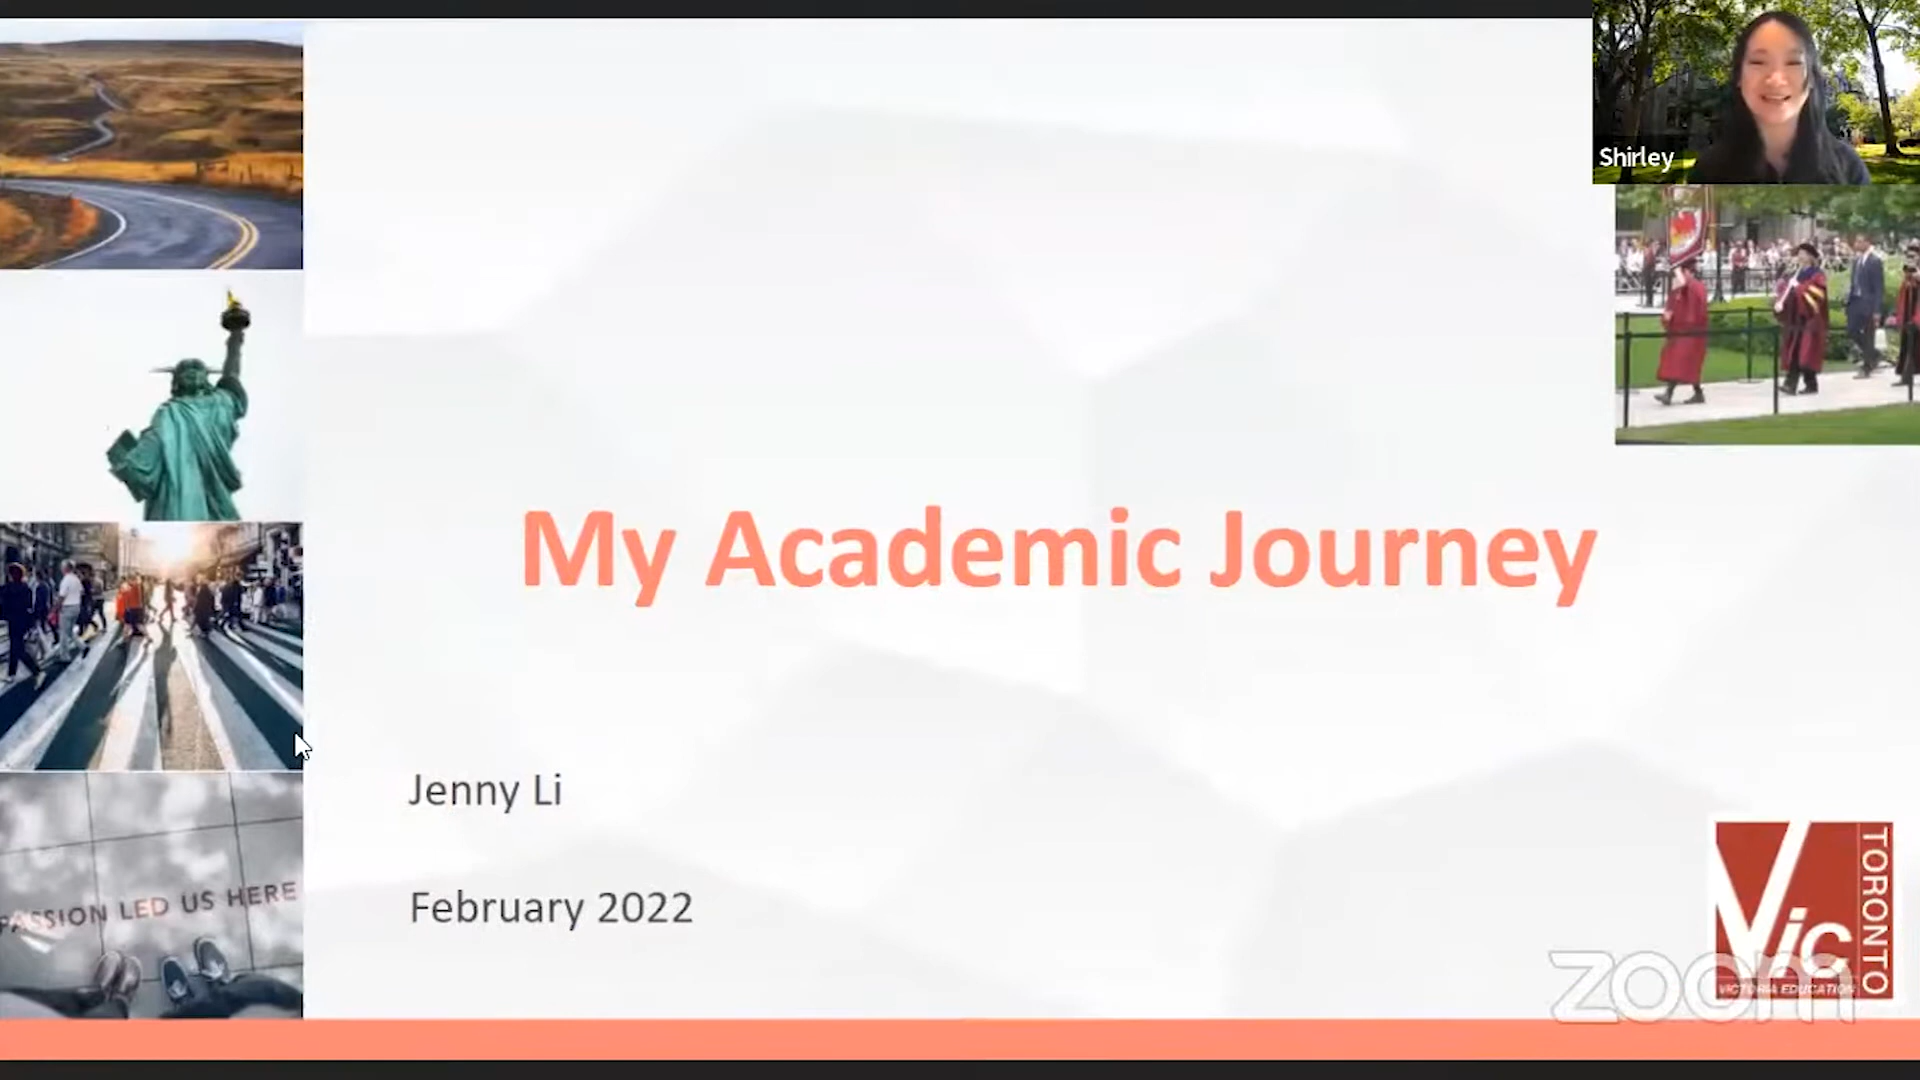 Shirley
My Academic Journey
Jenny Li
February 2022
PASSION LED US HERE
Vic
TORONTO
VICTORIA EDUCATION
zoom